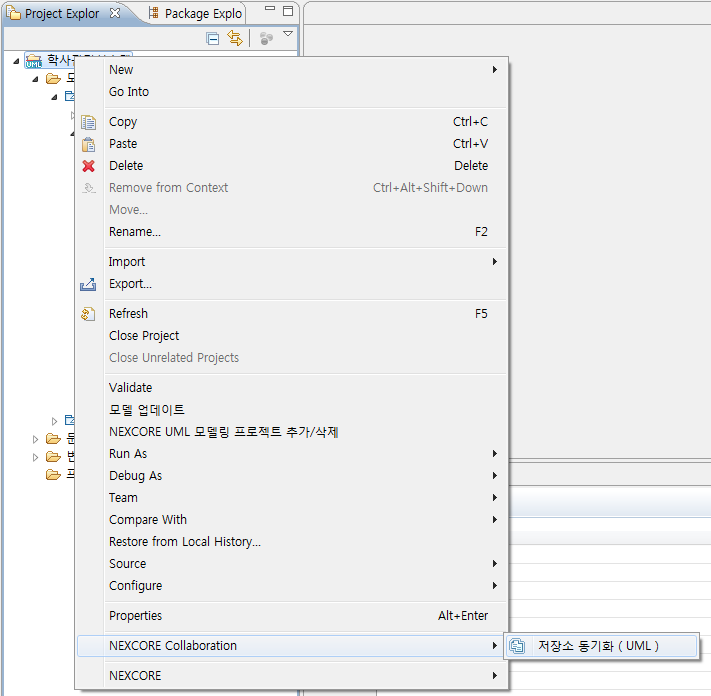 Project Explor
Package Explo
UML
New
Go Into
Copy Ctrl+C
Paste Ctrl+V
Delete Delete
Remove from Context Ctrl+Alt+Shift+Down
Move...
Rename... F2
Import
Export...
Refresh F5
Close Project
Close Unrelated Projects
Validate
모델 업데이트
NEXCORE UML 모델링 프로젝트 추가/삭제
Run As
Debug As
Team
Compare With
Restore from Local History...
Source
Configure
Properties Alt+Enter
NEXCORE Collaboration
저장소 동기화 ( UML )
NEXCORE